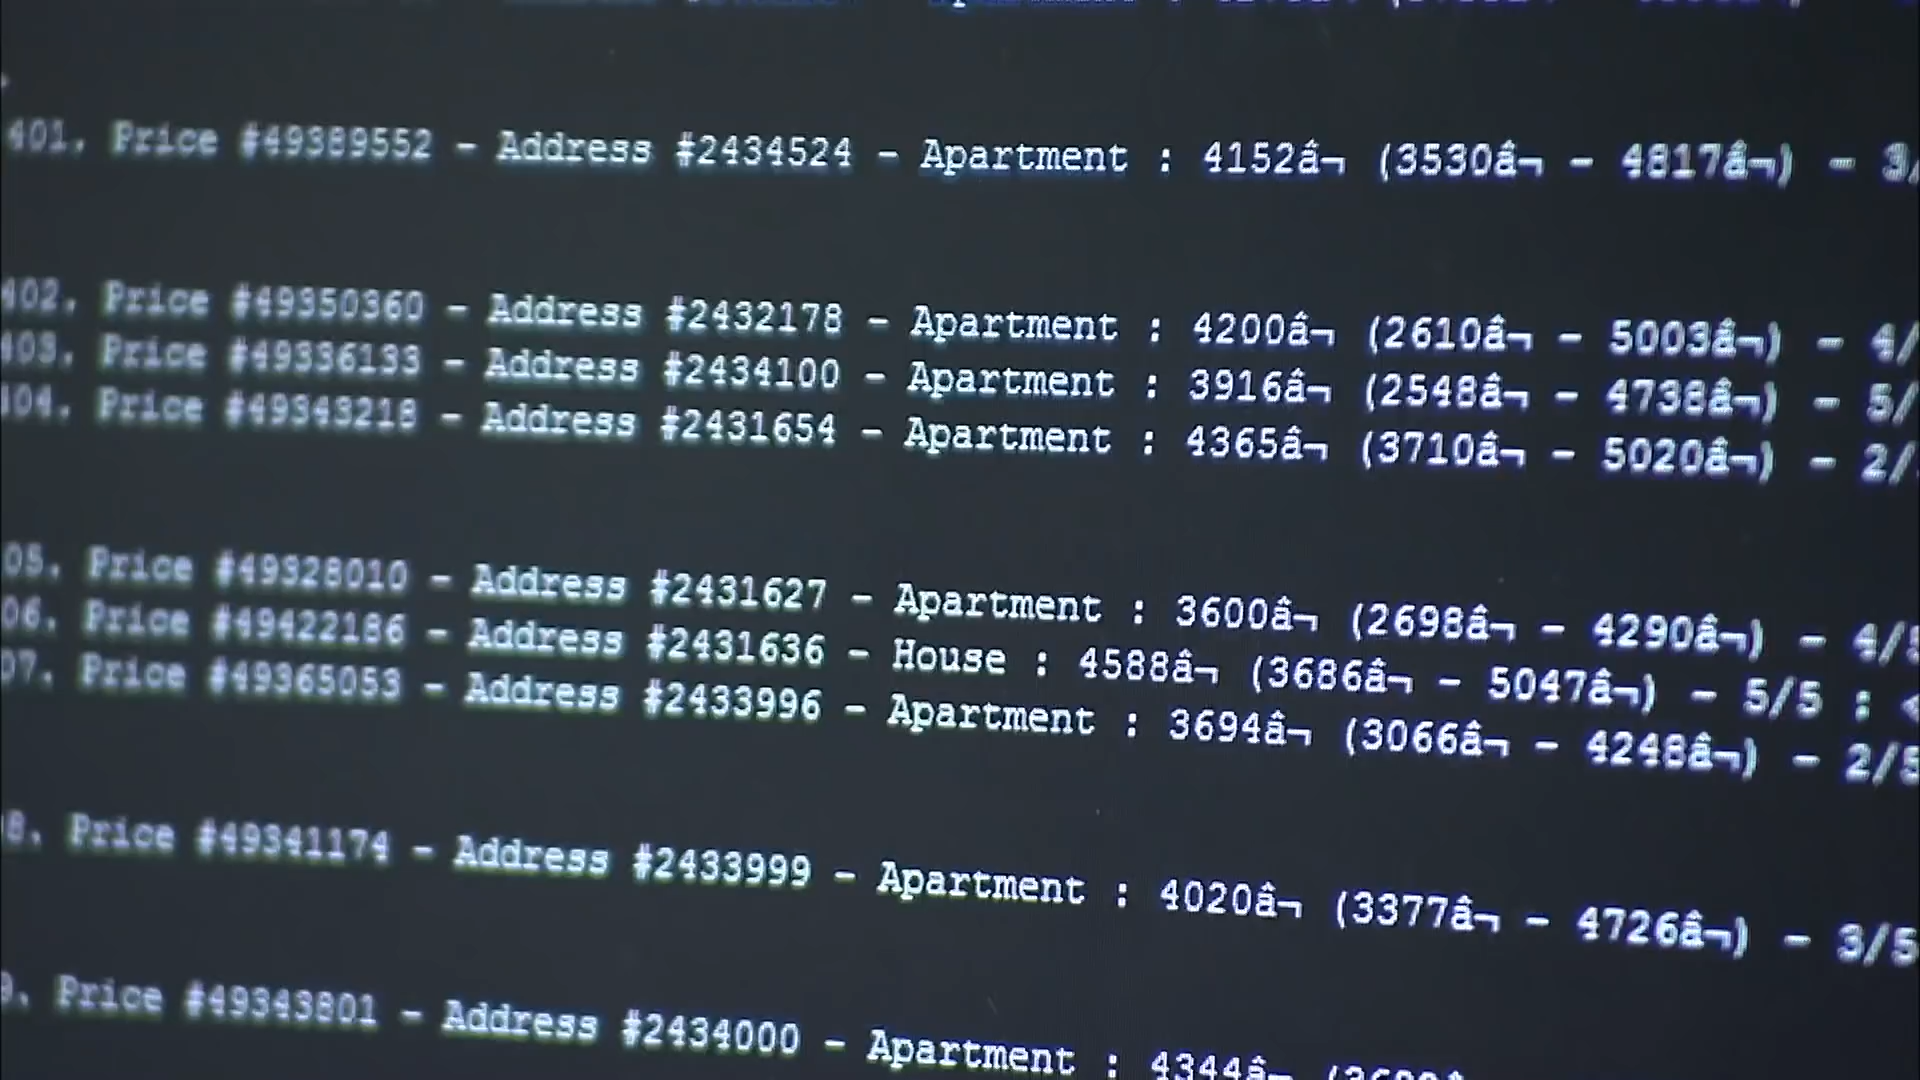 401. Price #49389552 - Address #2434524 - Apartment : 4152â¬ (3530â¬ - 4817â¬) - 3/
402. Price #49350360 - Address #2432178 - Apartment : 4200â¬ (2610â¬ - 5003â¬) - 4/
403. Price #49336133 - Address #2434100 - Apartment : 3916â¬ (2548â¬ - 4738â¬) - 5/
404. Price #49343218 - Address #2431654 - Apartment : 4365â¬ (3710â¬ - 5020â¬) - 2/
05. Price #49328010 - Address #2431627 - Apartment : 3600â¬ (2698â¬ - 4290â¬) - 4/5
06. Price #49422186 - Address #2431636 - House : 4588â¬ (3686â¬ - 5047â¬) - 5/5 : <
07. Price #49365053 - Address #2433996 - Apartment : 3694â¬ (3066â¬ - 4248â¬) - 2/5
8. Price #49341174 - Address #2433999 - Apartment : 4020â¬ (3377â¬ - 4726â¬) - 3/5
9. Price #49343801 - Address #2434000 - Apartment : 4344â¬